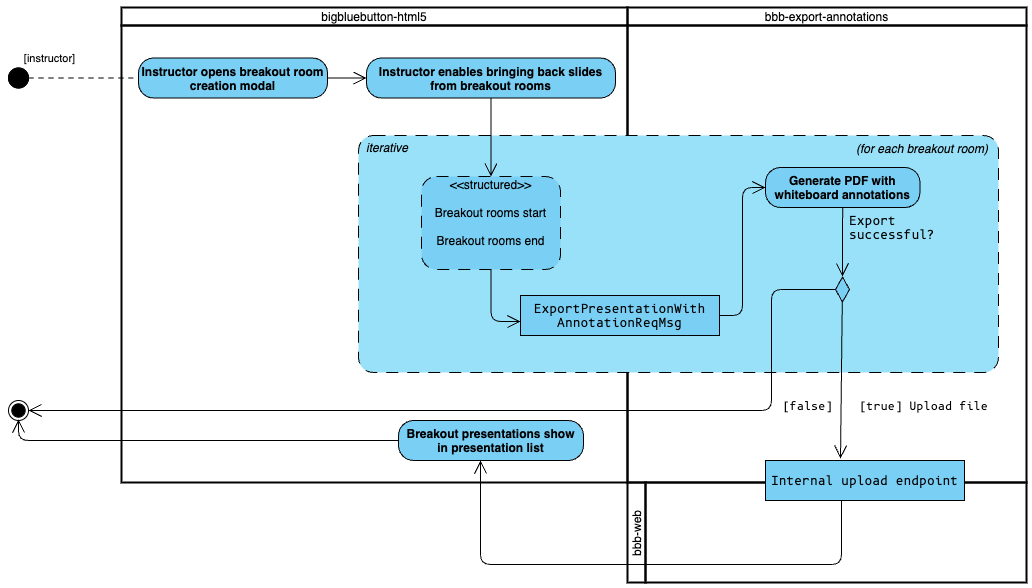 bigbluebutton-html5
bbb-export-annotations
[instructor]
Instructor opens breakout room
creation modal
Instructor enables bringing back slides
from breakout rooms
iterative
(for each breakout room)
<<structured>>
Breakout rooms start
Breakout rooms end
Generate PDF with
whiteboard annotations
Export
successful?
ExportPresentationWith
AnnotationReqMsg
[false]
[true] Upload file
Breakout presentations show
in presentation list
Internal upload endpoint
bbb-web